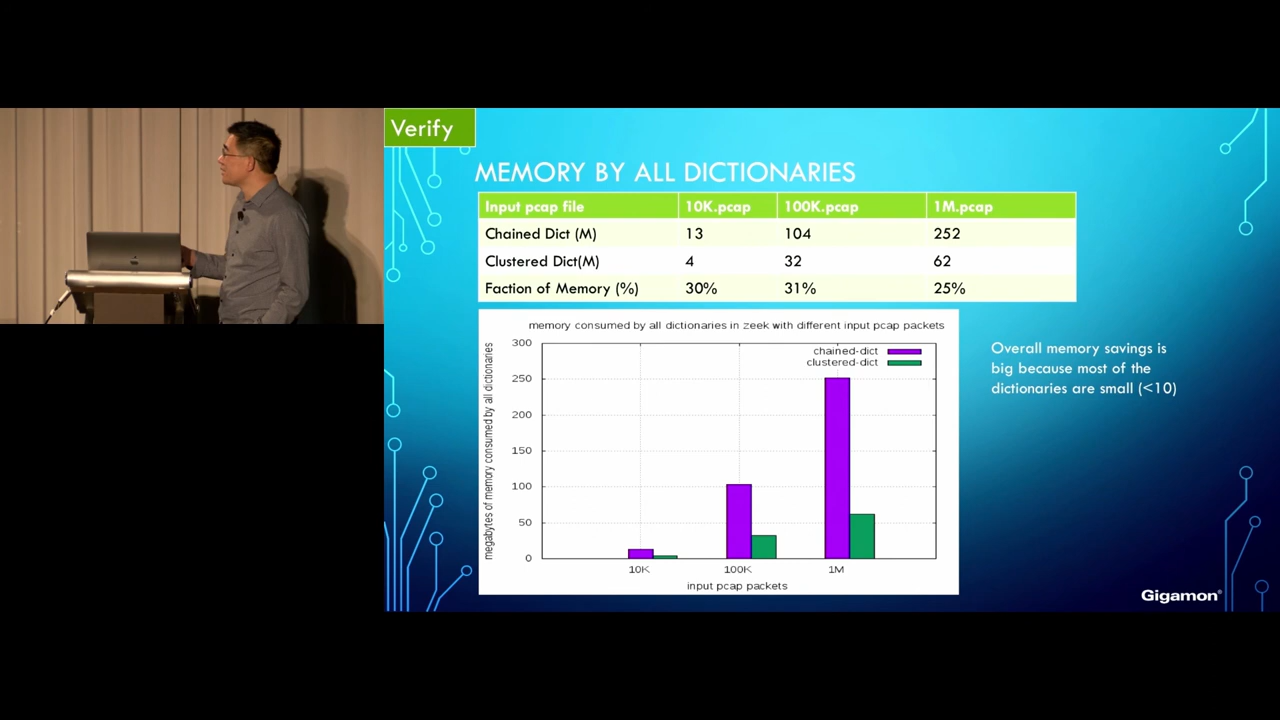 Verify
MEMORY BY ALL DICTIONARIES
Input pcap file 10K.pcap 100K.pcap 1M.pcap
Chained Dict (M) 13 104 252
Clustered Dict(M) 4 32 62
Faction of Memory (%) 30% 31% 25%
memory consumed by all dictionaries in zeek with different input pcap packets
megabytes of memory consumed by all dictionaries
300
250
200
150
100
50
0
chained-dict
clustered-dict
10K 100K 1M
input pcap packets
Overall memory savings is
big because most of the
dictionaries are small (<10)
Gigamon®